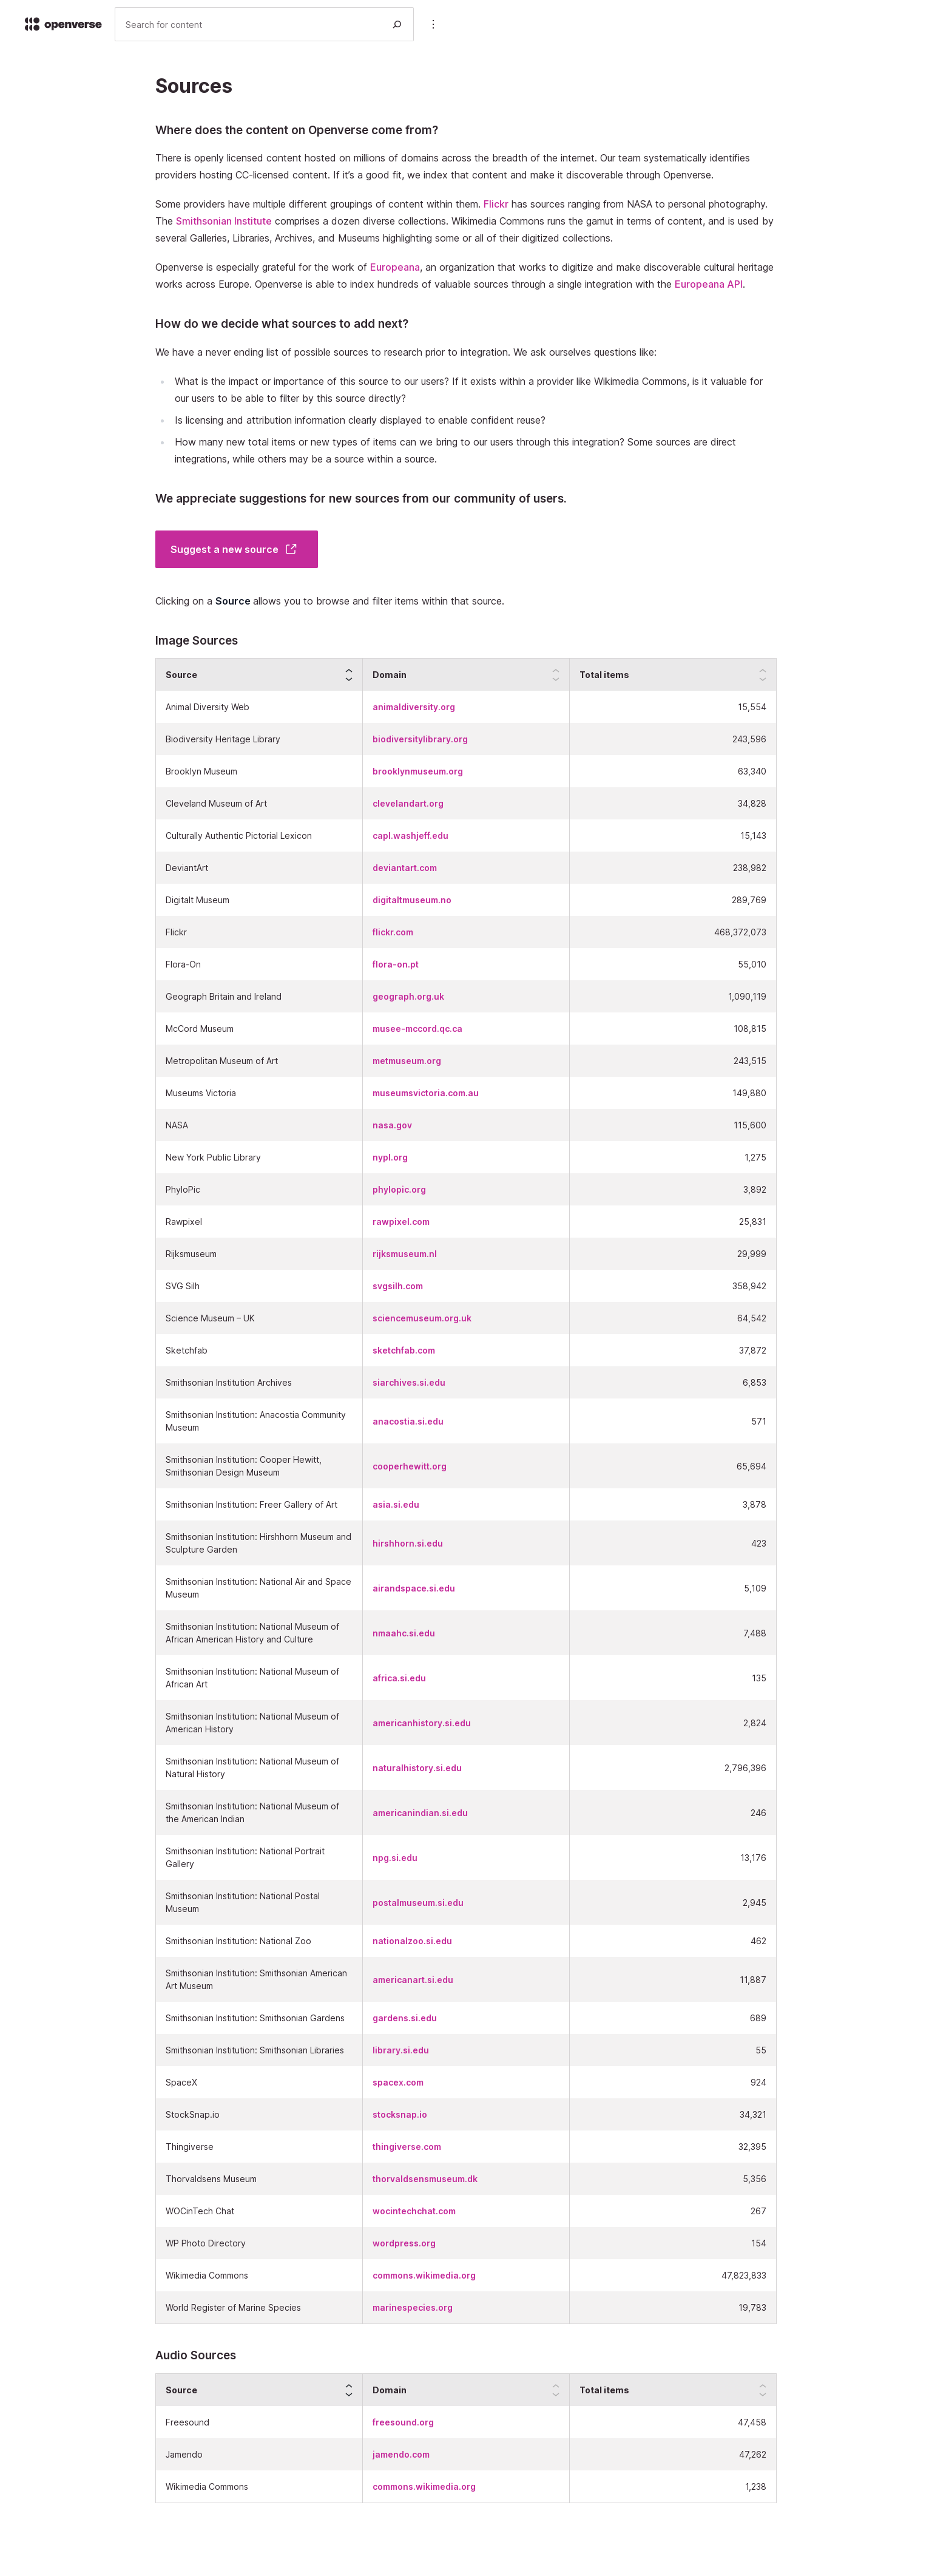 openverse
Search for content
Sources
Where does the content on Openverse come from?
There is openly licensed content hosted on millions of domains across the breadth of the internet. Our team systematically identifies
providers hosting CC-licensed content. If it’s a good fit, we index that content and make it discoverable through Openverse.
Some providers have multiple different groupings of content within them. Flickr has sources ranging from NASA to personal photography.
The Smithsonian Institute comprises a dozen diverse collections. Wikimedia Commons runs the gamut in terms of content, and is used by
several Galleries, Libraries, Archives, and Museums highlighting some or all of their digitized collections.
Openverse is especially grateful for the work of Europeana, an organization that works to digitize and make discoverable cultural heritage
works across Europe. Openverse is able to index hundreds of valuable sources through a single integration with the Europeana API.
How do we decide what sources to add next?
We have a never ending list of possible sources to research prior to integration. We ask ourselves questions like:
What is the impact or importance of this source to our users? If it exists within a provider like Wikimedia Commons, is it valuable for
our users to be able to filter by this source directly?
Is licensing and attribution information clearly displayed to enable confident reuse?
How many new total items or new types of items can we bring to our users through this integration? Some sources are direct
integrations, while others may be a source within a source.
We appreciate suggestions for new sources from our community of users.
Suggest a new source
Clicking on a Source allows you to browse and filter items within that source.
Image Sources
Source Domain Total items
Animal Diversity Web animaldiversity.org 15,554
Biodiversity Heritage Library biodiversitylibrary.org 243,596
Brooklyn Museum brooklynmuseum.org 63,340
Cleveland Museum of Art clevelandart.org 34,828
Culturally Authentic Pictorial Lexicon capl.washjeff.edu 15,143
DeviantArt deviantart.com 238,982
Digitalt Museum digitaltmuseum.no 289,769
Flickr flickr.com 468,372,073
Flora-On flora-on.pt 55,010
Geograph Britain and Ireland geograph.org.uk 1,090,119
McCord Museum musee-mccord.qc.ca 108,815
Metropolitan Museum of Art metmuseum.org 243,515
Museums Victoria museumsvictoria.com.au 149,880
NASA nasa.gov 115,600
New York Public Library nypl.org 1,275
PhyloPic phylopic.org 3,892
Rawpixel rawpixel.com 25,831
Rijksmuseum rijksmuseum.nl 29,999
SVG Silh svgsilh.com 358,942
Science Museum – UK sciencemuseum.org.uk 64,542
Sketchfab sketchfab.com 37,872
Smithsonian Institution Archives siarchives.si.edu 6,853
Smithsonian Institution: Anacostia Community
Museum anacostia.si.edu 571
Smithsonian Institution: Cooper Hewitt,
Smithsonian Design Museum cooperhewitt.org 65,694
Smithsonian Institution: Freer Gallery of Art asia.si.edu 3,878
Smithsonian Institution: Hirshhorn Museum and
Sculpture Garden hirshhorn.si.edu 423
Smithsonian Institution: National Air and Space
Museum airandspace.si.edu 5,109
Smithsonian Institution: National Museum of
African American History and Culture nmaahc.si.edu 7,488
Smithsonian Institution: National Museum of
African Art africa.si.edu 135
Smithsonian Institution: National Museum of
American History americanhistory.si.edu 2,824
Smithsonian Institution: National Museum of
Natural History naturalhistory.si.edu 2,796,396
Smithsonian Institution: National Museum of
the American Indian americanindian.si.edu 246
Smithsonian Institution: National Portrait
Gallery npg.si.edu 13,176
Smithsonian Institution: National Postal
Museum postalmuseum.si.edu 2,945
Smithsonian Institution: National Zoo nationalzoo.si.edu 462
Smithsonian Institution: Smithsonian American
Art Museum americanart.si.edu 11,887
Smithsonian Institution: Smithsonian Gardens gardens.si.edu 689
Smithsonian Institution: Smithsonian Libraries library.si.edu 55
SpaceX spacex.com 924
StockSnap.io stocksnap.io 34,321
Thingiverse thingiverse.com 32,395
Thorvaldsens Museum thorvaldsensmuseum.dk 5,356
WOCinTech Chat wocintechchat.com 267
WP Photo Directory wordpress.org 154
Wikimedia Commons commons.wikimedia.org 47,823,833
World Register of Marine Species marinespecies.org 19,783
Audio Sources
Source Domain Total items
Freesound freesound.org 47,458
Jamendo jamendo.com 47,262
Wikimedia Commons commons.wikimedia.org 1,238